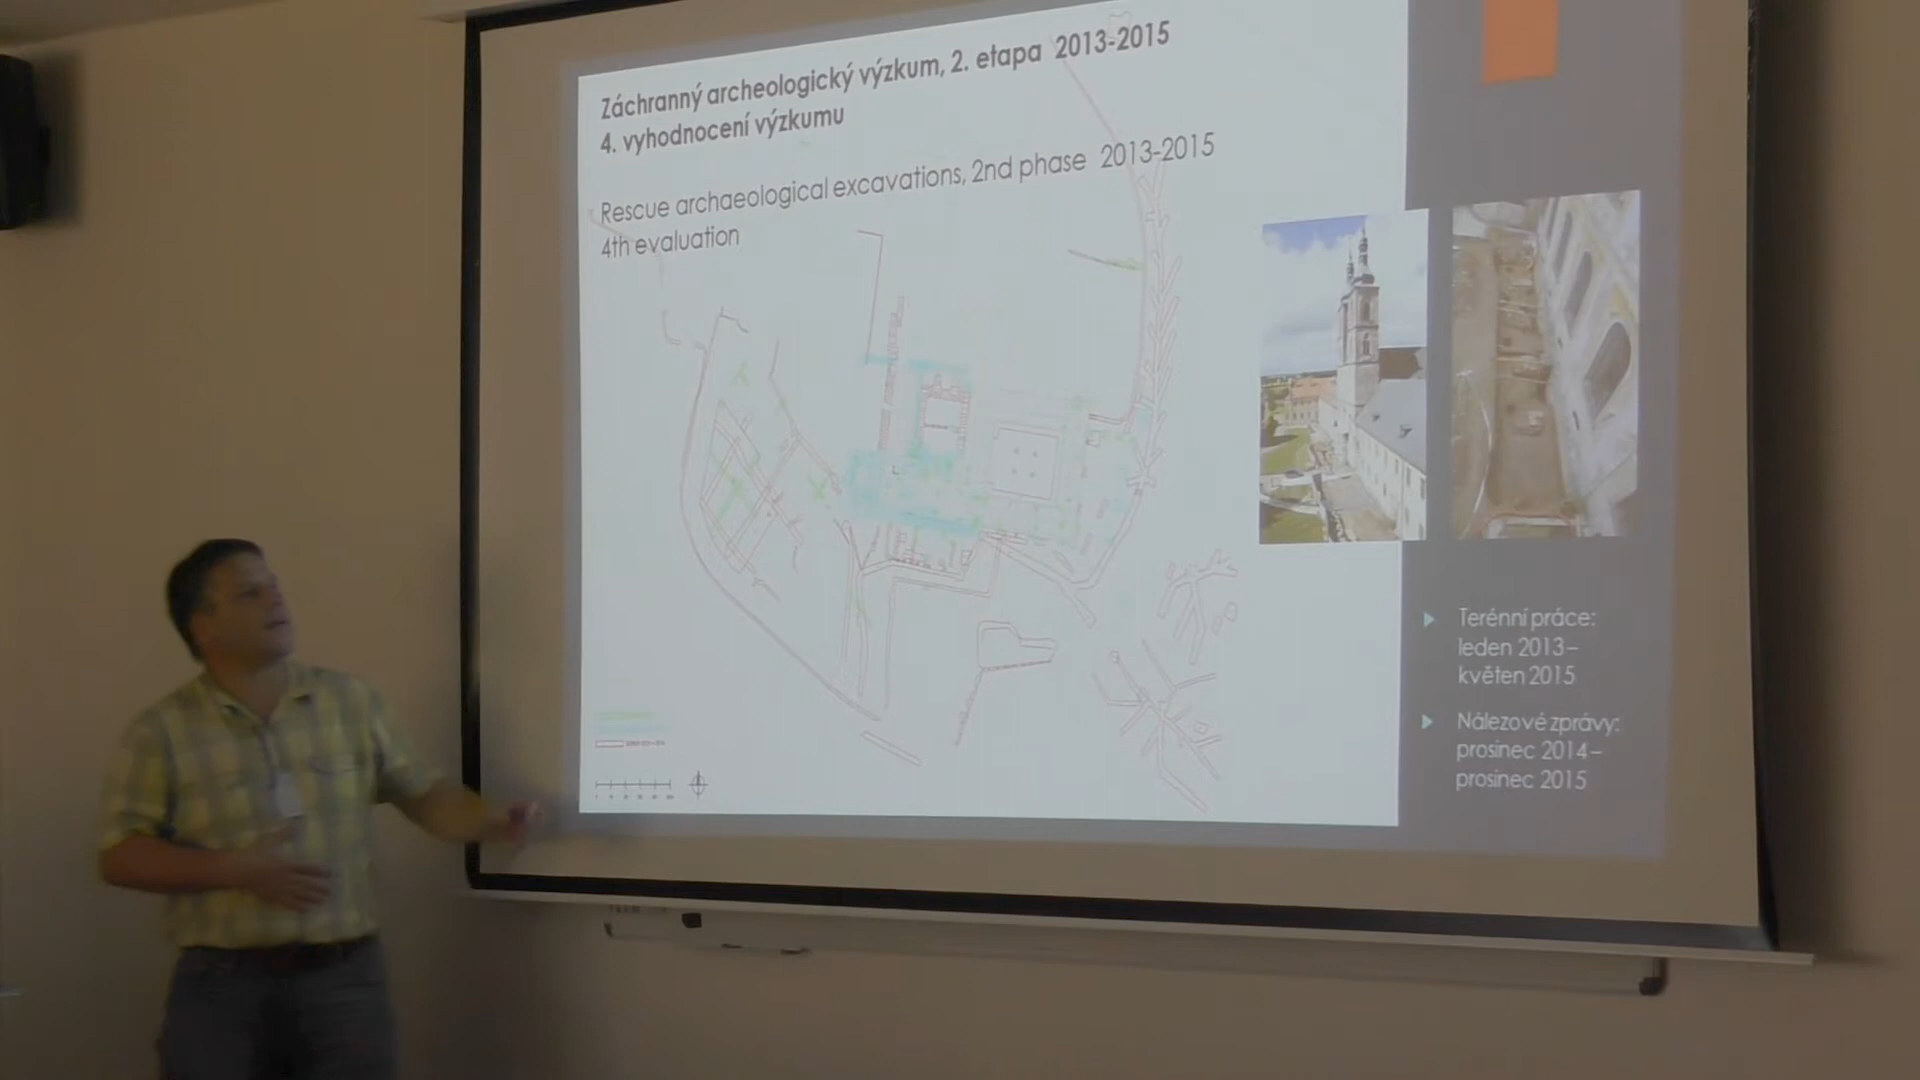 Záchranný archeologický výzkum, 2. etapa 2013-2015
4. vyhodnocení výzkumu
Rescue archaeological excavations, 2nd phase 2013-2015
4th evaluation
Terénní práce:
leden 2013–
květen 2015
Nálezové zprávy:
prosinec 2014–
prosinec 2015